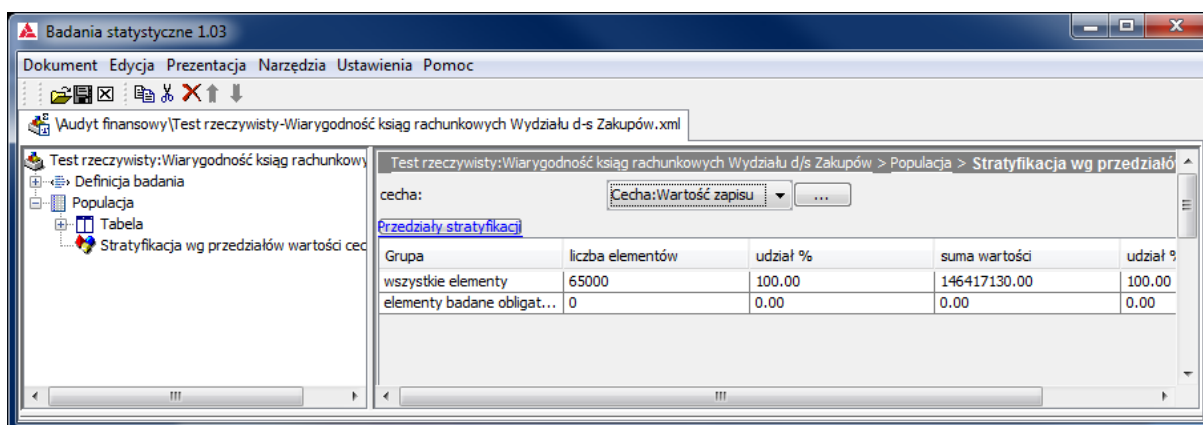 Badania statystyczne 1.03
Dokument Edycja Prezentacja Narzędzia Ustawienia Pomoc
\Audyt finansowy\Test rzeczywisty-Wiarygodność ksiąg rachunkowych Wydziału d-s Zakupów.xml
Test rzeczywisty:Wiarygodność ksiąg rachunkowy
Definicja badania
Populacja
Tabela
Stratyfikacja wg przedziałów wartości cec
Test rzeczywisty:Wiarygodność ksiąg rachunkowych Wydziału d/s Zakupów > Populacja > Stratyfikacja wg przedziałó
cecha: Cecha:Wartość zapisu ...
Przedziały stratyfikacji
Grupa liczba elementów udział % suma wartości udział %
wszystkie elementy 65000 100.00 146417130.00 100.00
elementy badane obligat... 0 0.00 0.00 0.00